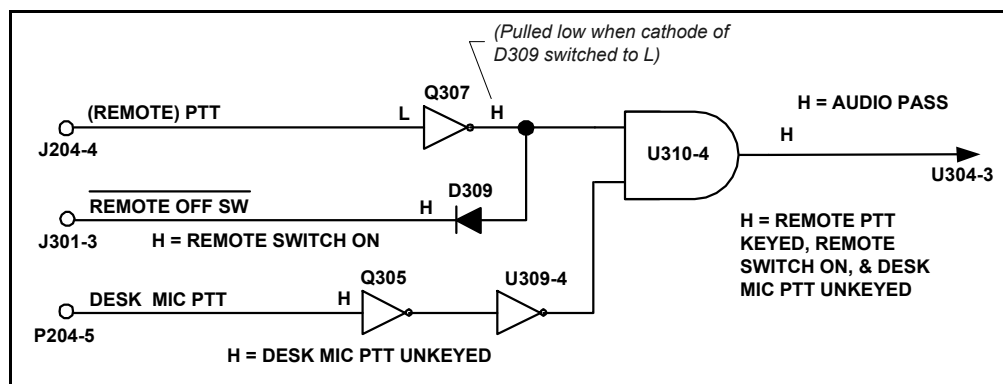 (Pulled low when cathode of
D309 switched to L)
Q307
(REMOTE) PTT
L
H
H = AUDIO PASS
H
J204-4
U310-4
U304-3
D309
REMOTE OFF SW
H
J301-3
H = REMOTE SWITCH ON
H = REMOTE PTT
KEYED, REMOTE
SWITCH ON, & DESK
MIC PTT UNKEYED
Q305
U309-4
DESK MIC PTT
H
P204-5
H = DESK MIC PTT UNKEYED